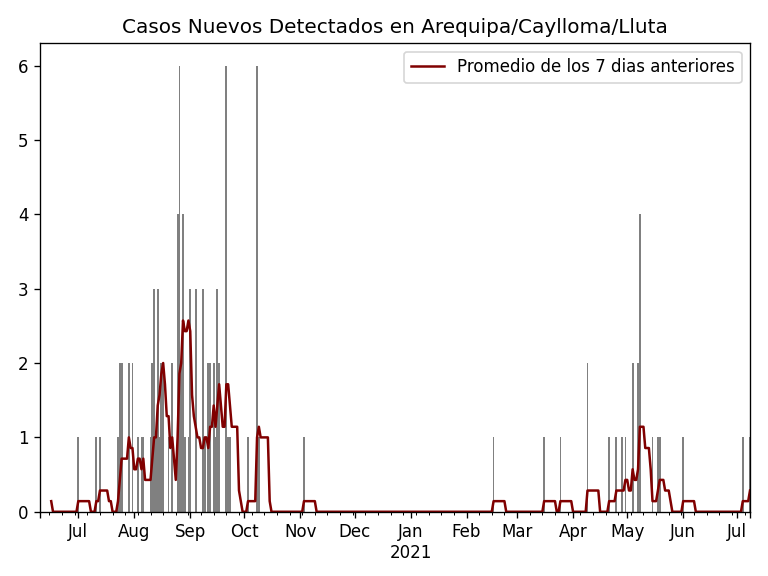 Casos Nuevos Detectados en Arequipa/Caylloma/Lluta
Promedio de los 7 dias anteriores
6
5
4
3
2
1
0
Jul Aug Sep Oct Nov Dec Jan Feb Mar Apr May Jun Jul
2021